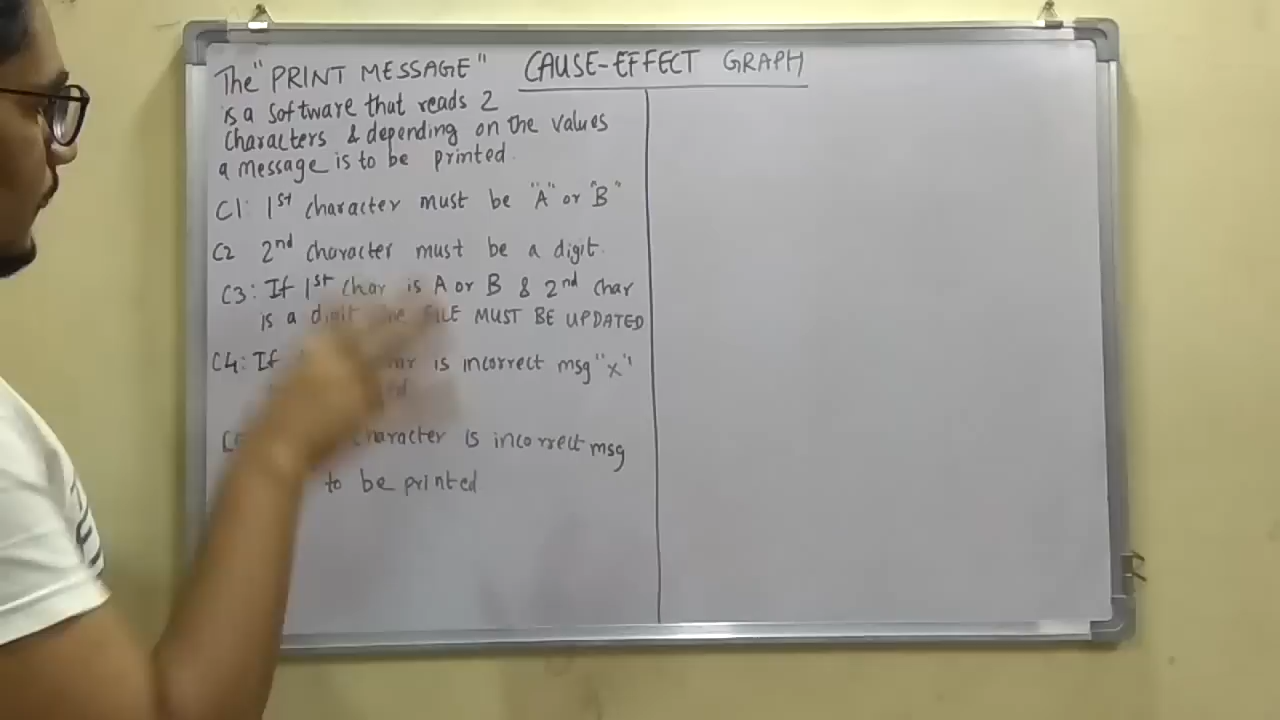 CAUSE-EFFECT GRAPH
The "PRINT MESSAGE"
is a software that reads 2
characters & depending on the values
a message is to be printed.
C1: 1st character must be "A" or "B"
C2 2nd character must be a digit.
C3: If 1st char is A or B & 2nd char
is a digit the FILE MUST BE UPDATED
C4: If is incorrect msg "X"
character is incorrect msg
to be printed